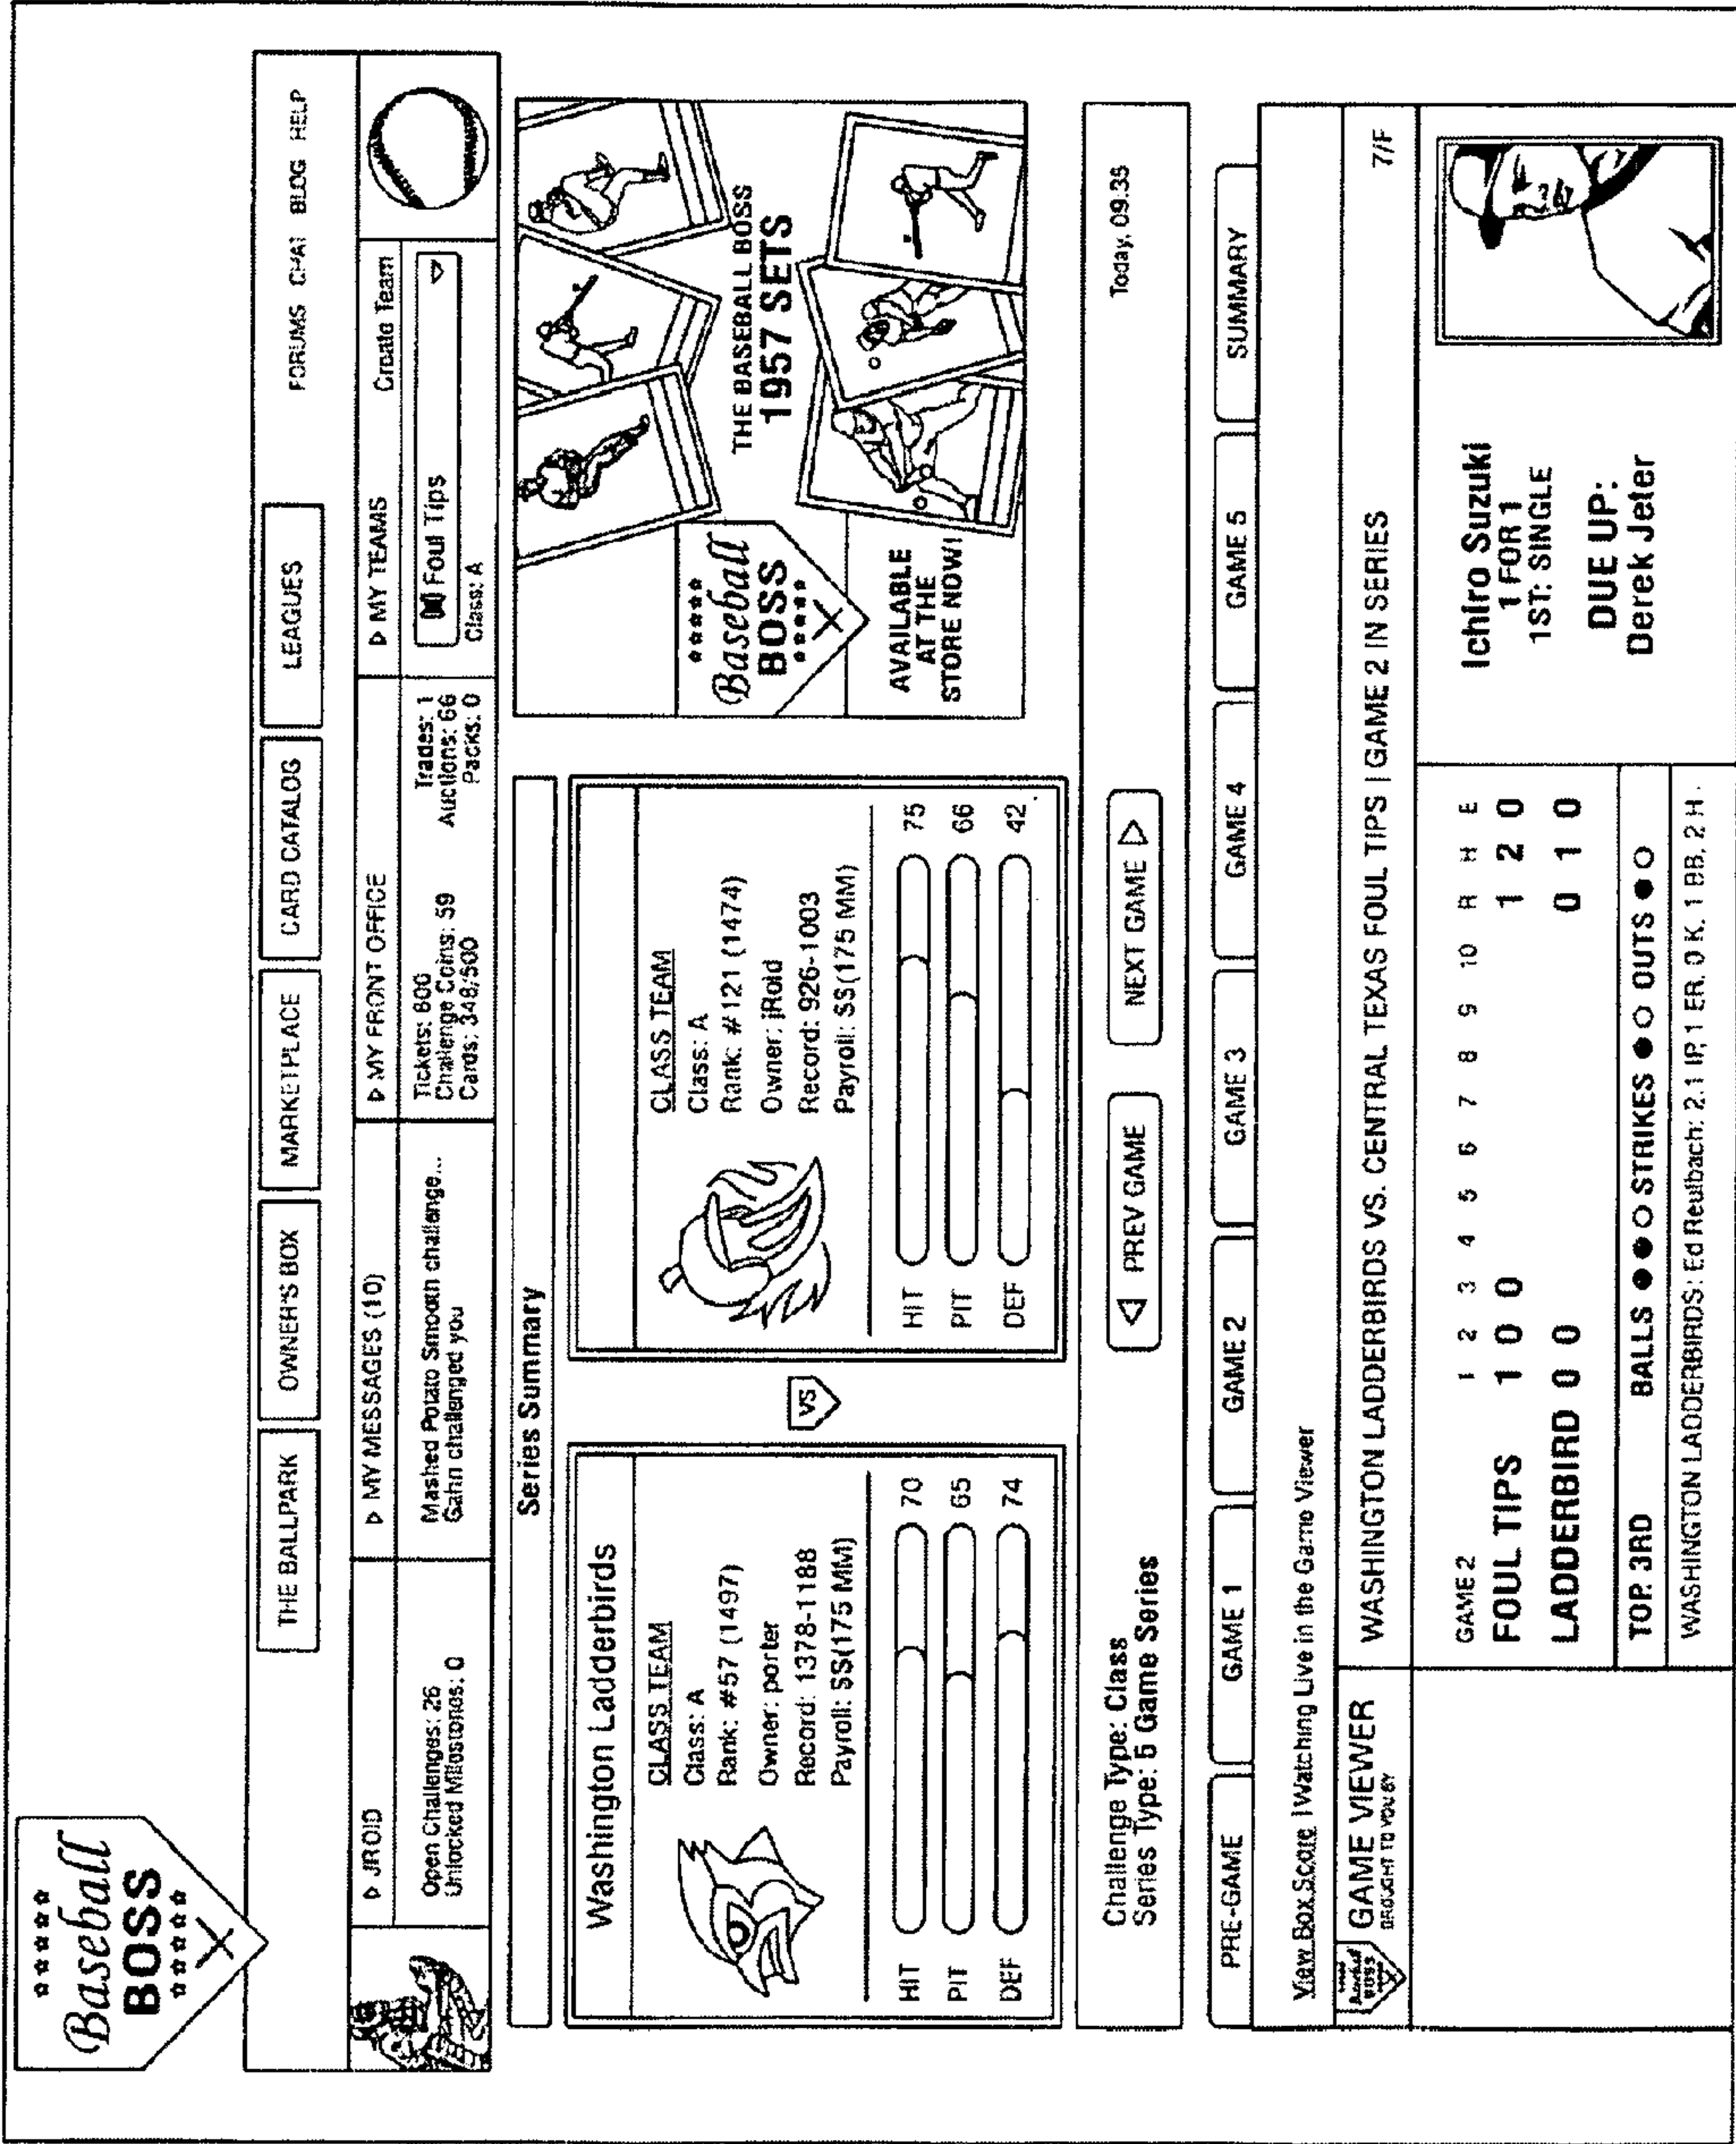 Baseball
BOSS
FORUMS CHAT BLOG HELP
THE BALLPARK OWNER'S BOX MARKETPLACE CARD CATALOG LEAGUES
JROID
Open Challenges: 26
Unlocked Milestones: 0
MY MESSAGES (10)
Mashed Potato Smooth challenge...
Gahn challenged you
MY FRONT OFFICE
Tickets: 800 Trades: 1
Challenge Coins: 59 Auctions: 66
Cards: 348/500 Packs: 0
MY TEAMS Create Team
Foul Tips
Class: A
Series Summary
Washington Ladderbirds
CLASS TEAM
Class: A
Rank: #57 (1497)
Owner: porter
Record: 1378-1188
Payroll: SS(175 MM)
HIT 70
PIT 65
DEF 74
VS
CLASS TEAM
Class: A
Rank: #121 (1474)
Owner: jRoid
Record: 926-1003
Payroll: SS(175 MM)
HIT 75
PIT 66
DEF 42
Baseball
BOSS
AVAILABLE
AT THE
STORE NOW!
THE BASEBALL BOSS
1957 SETS
Challenge Type: Class
Series Type: 5 Game Series
PREV GAME NEXT GAME
Today, 09:35
PRE-GAME GAME 1 GAME 2 GAME 3 GAME 4 GAME 5 SUMMARY
View Box Score | Watching Live in the Game Viewer
Baseball
BOSS
GAME VIEWER
BROUGHT TO YOU BY
WASHINGTON LADDERBIRDS VS. CENTRAL TEXAS FOUL TIPS | GAME 2 IN SERIES 7/F
GAME 2 1 2 3 4 5 6 7 8 9 10 R H E
FOUL TIPS 1 0 0 1 2 0
LADDERBIRD 0 0 0 1 0
TOP. 3RD BALLS STRIKES OUTS
WASHINGTON LADDERBIRDS: Ed Reulbach: 2.1 IP, 1 ER. 0 K. 1 BB, 2 H.
Ichiro Suzuki
1 FOR 1
1ST: SINGLE
DUE UP:
Derek Jeter